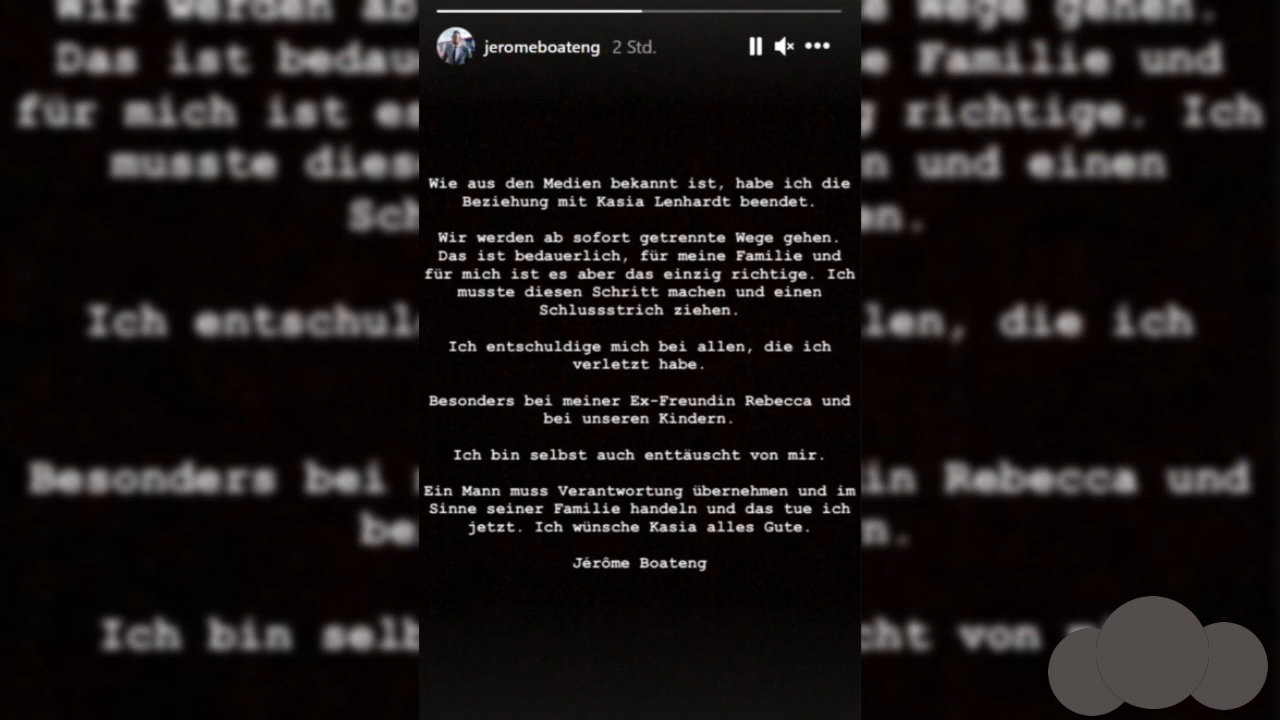 jeromeboateng 2 Std.
Wie aus den Medien bekannt ist, habe ich die
Beziehung mit Kasia Lenhardt beendet.
Wir werden ab sofort getrennte Wege gehen.
Das ist bedauerlich, für meine Familie und
für mich ist es aber das einzig richtige. Ich
musste diesen Schritt machen und einen
Schlussstrich ziehen.
Ich entschuldige mich bei allen, die ich
verletzt habe.
Besonders bei meiner Ex-Freundin Rebecca und
bei unseren Kindern.
Ich bin selbst auch enttäuscht von mir.
Ein Mann muss Verantwortung übernehmen und im
Sinne seiner Familie handeln und das tue ich
jetzt. Ich wünsche Kasia alles Gute.
Jérôme Boateng